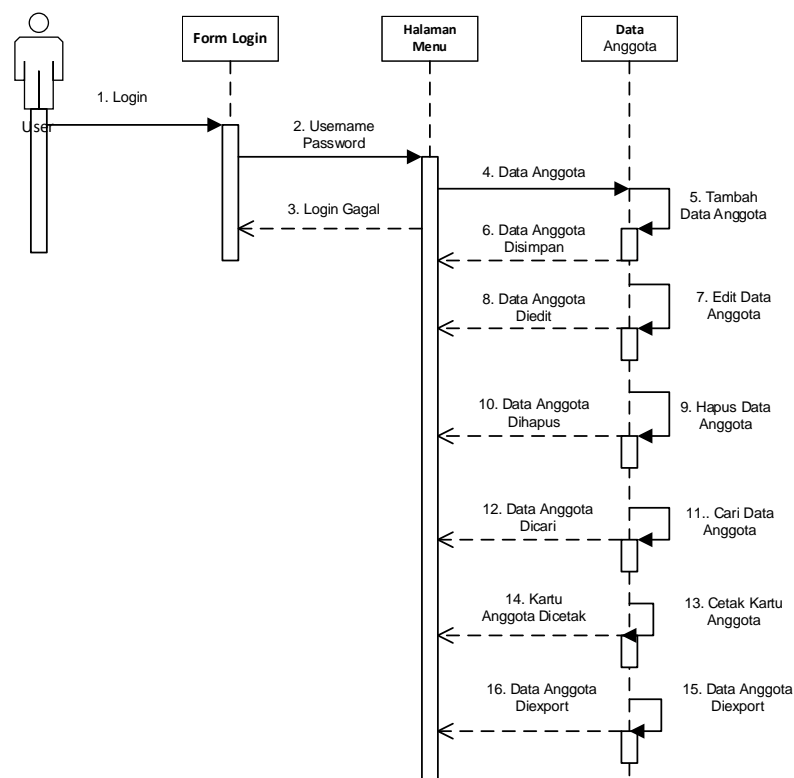 Form Login
Halaman
Menu
Data
Anggota
User
1. Login
2. Username
Password
3. Login Gagal
4. Data Anggota
5. Tambah
Data Anggota
6. Data Anggota
Disimpan
7. Edit Data
Anggota
8. Data Anggota
Diedit
9. Hapus Data
Anggota
10. Data Anggota
Dihapus
11.. Cari Data
Anggota
12. Data Anggota
Dicari
13. Cetak Kartu
Anggota
14. Kartu
Anggota Dicetak
15. Data Anggota
Diexport
16. Data Anggota
Diexport